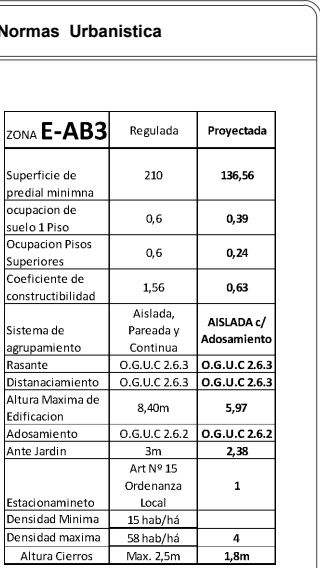 Normas Urbanistica
ZONA E-AB3 Regulada Proyectada
Superficie de
predial minimna 210 136,56
ocupacion de
suelo 1 Piso 0,6 0,39
Ocupacion Pisos
Superiores 0,6 0,24
Coeficiente de
constructibilidad 1,56 0,63
Sistema de
agrupamiento
Aislada,
Pareada y
Continua
AISLADA c/
Adosamiento
Rasante O.G.U.C 2.6.3 O.G.U.C 2.6.3
Distanaciamiento O.G.U.C 2.6.3 O.G.U.C 2.6.3
Altura Maxima de
Edificacion 8,40m 5,97
Adosamiento O.G.U.C 2.6.2 O.G.U.C 2.6.2
Ante Jardin 3m 2,38
Estacionamineto
Art Nº 15
Ordenanza
Local
1
Densidad Minima 15 hab/há
Densidad maxima 58 hab/há 4
Altura Cierros Max. 2,5m 1,8m